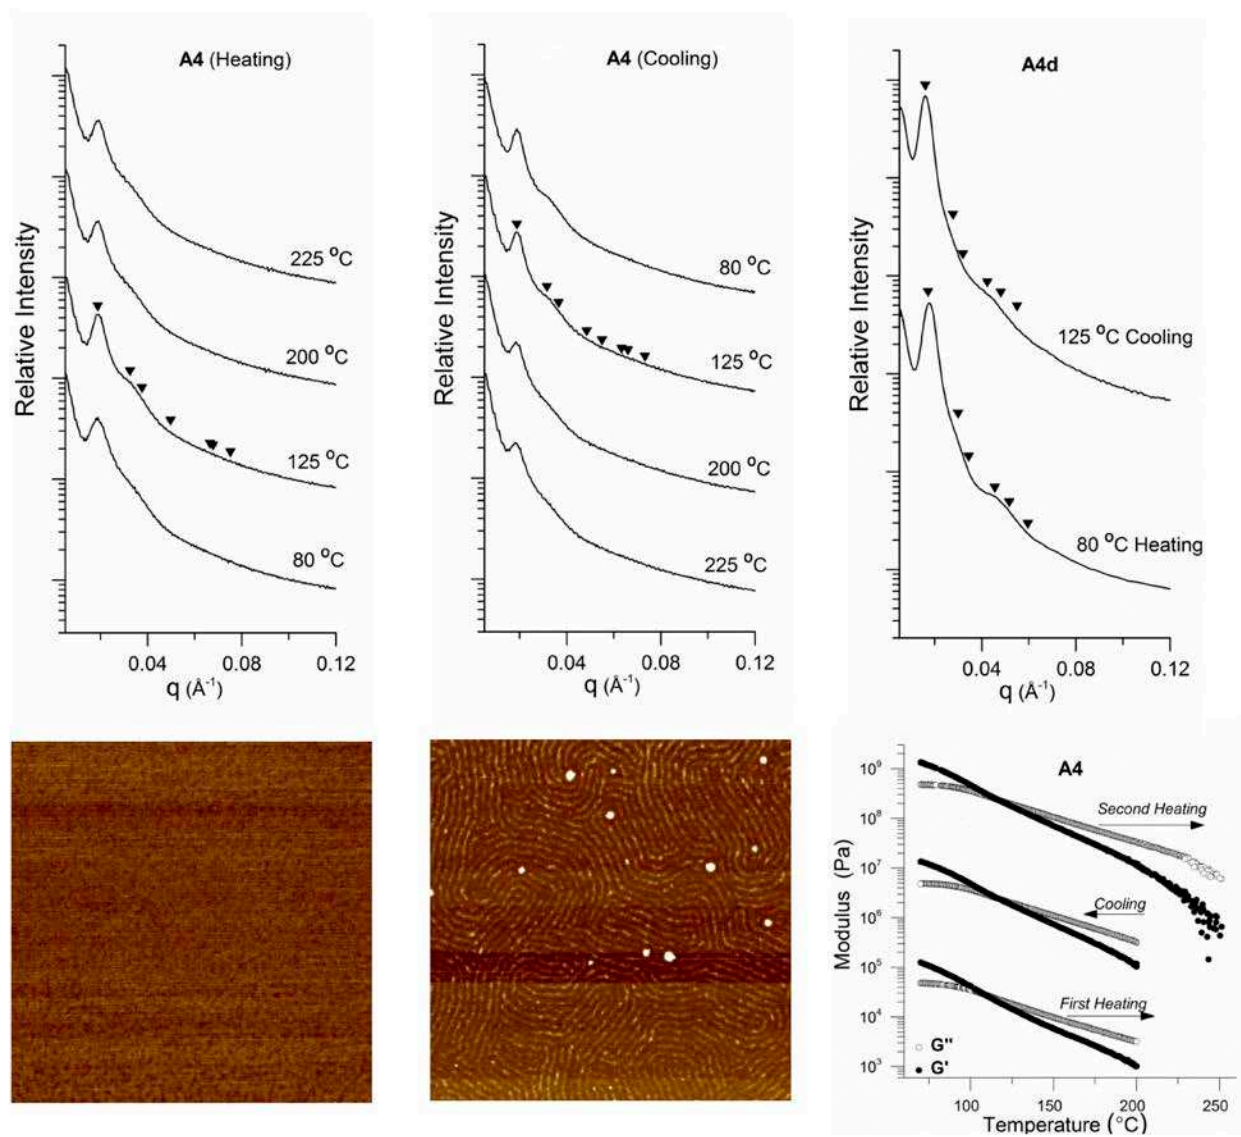 A4 (Heating)
Relative Intensity
225 °C
200 °C
125 °C
80 °C
0.04 0.08 0.12
q (Å⁻¹)
A4 (Cooling)
Relative Intensity
80 °C
125 °C
200 °C
225 °C
0.04 0.08 0.12
q (Å⁻¹)
A4d
Relative Intensity
125 °C Cooling
80 °C Heating
0.04 0.08 0.12
q (Å⁻¹)
A4
Modulus (Pa)
10⁹
10⁸
10⁷
10⁶
10⁵
10⁴
10³
Second Heating
Cooling
First Heating
G''
G'
100 150 200 250
Temperature (°C)